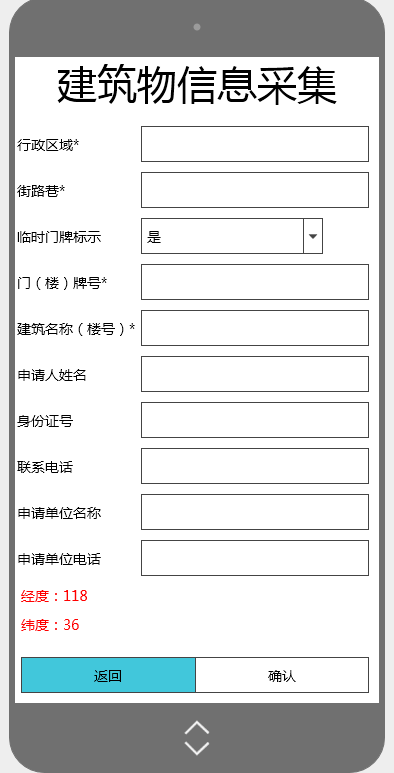 建筑物信息采集
行政区域*
街路巷*
临时门牌标示 是
门（楼）牌号*
建筑名称（楼号）*
申请人姓名
身份证号
联系电话
申请单位名称
申请单位电话
经度：118
纬度：36
返回 确认